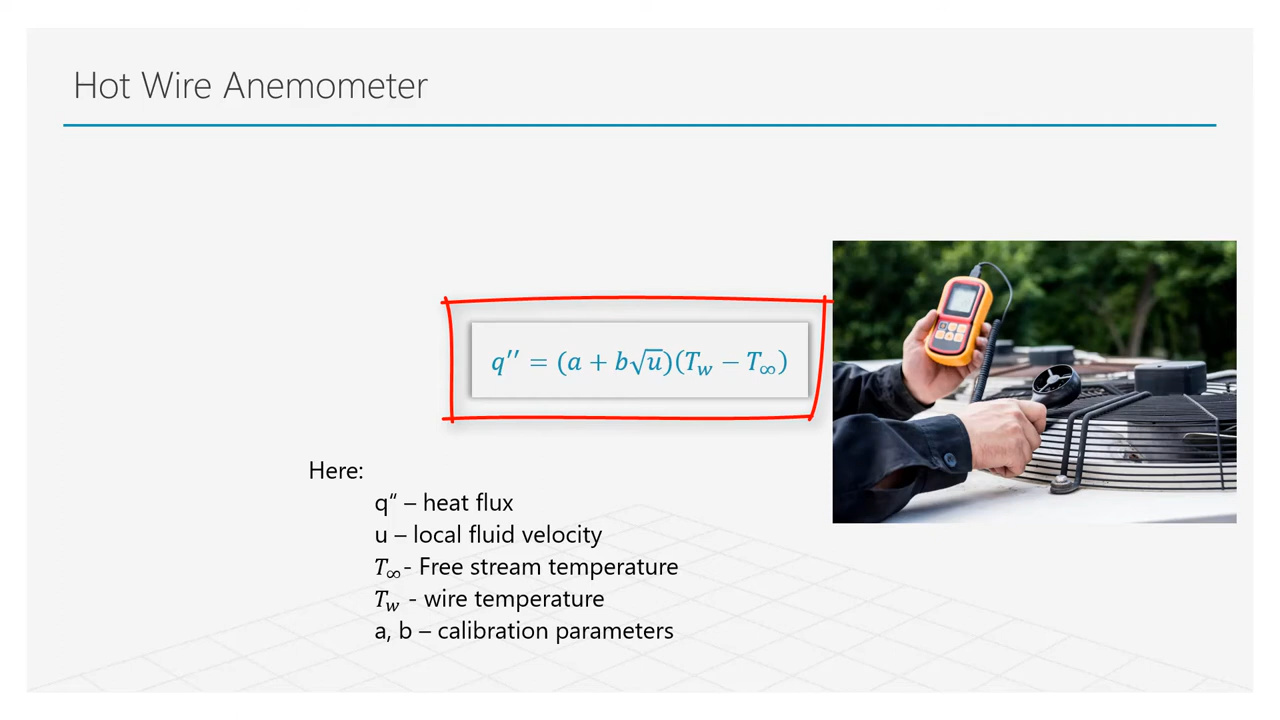 Hot Wire Anemometer
q′′ = (a + b√u)(T_w − T_∞)
Here:
q“ – heat flux
u – local fluid velocity
T_∞- Free stream temperature
T_w - wire temperature
a, b – calibration parameters